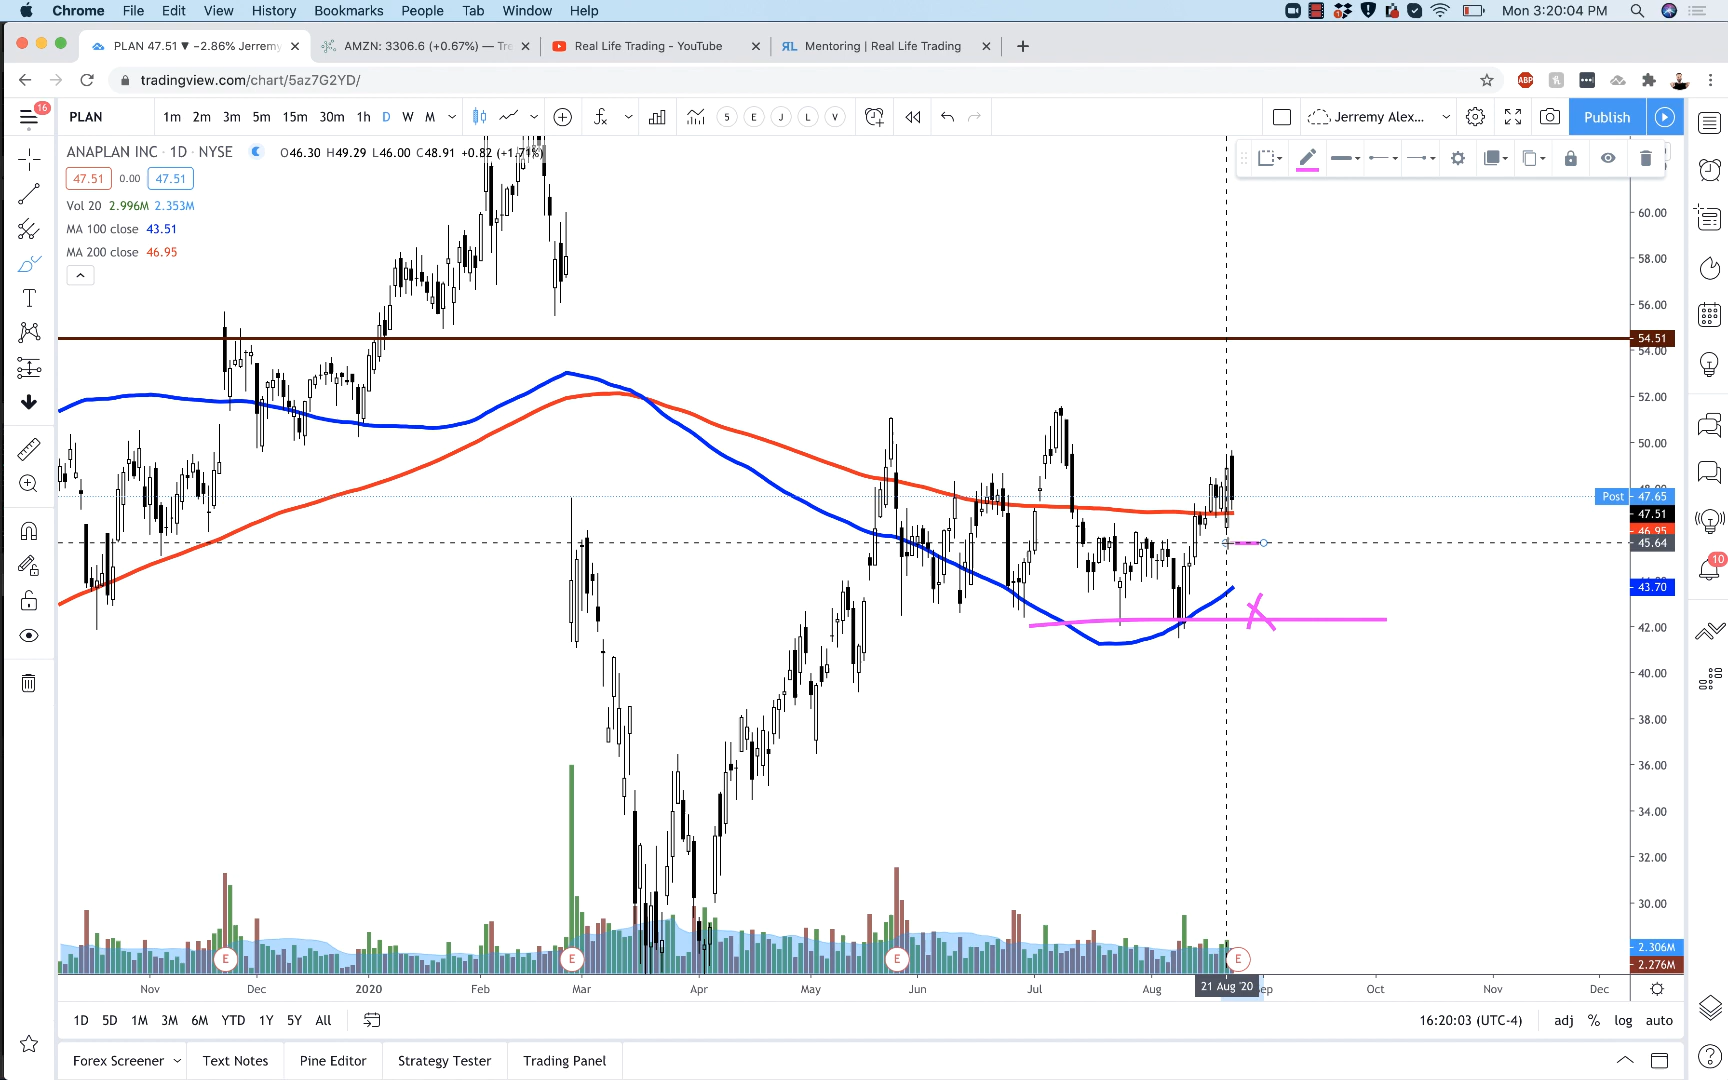 Chrome File Edit View History Bookmarks People Tab Window Help Mon 3:20:04 PM
PLAN 47.51 ▼ −2.86% Jerremy
AMZN: 3306.6 (+0.67%) — Tre
Real Life Trading - YouTube
Mentoring | Real Life Trading
tradingview.com/chart/5az7G2YD/
ABP
16
PLAN 1m 2m 3m 5m 15m 30m 1h D W M 5 E J L V Jerremy Alex... Publish
ANAPLAN INC · 1D · NYSE C O46.30 H49.29 L46.00 C48.91 +0.82 (+1.71%)
47.51 0.00 47.51
Vol 20 2.996M 2.353M
MA 100 close 43.51
MA 200 close 46.95
60.00
58.00
56.00
54.51
54.00
52.00
50.00
Post 47.65
47.51
46.95
45.64
43.70
42.00
40.00
38.00
36.00
34.00
32.00
30.00
2.306M
2.276M
10
E E E E
Nov Dec 2020 Feb Mar Apr May Jun Jul Aug 21 Aug '20 ep Oct Nov Dec
1D 5D 1M 3M 6M YTD 1Y 5Y All 16:20:03 (UTC-4) adj % log auto
Forex Screener Text Notes Pine Editor Strategy Tester Trading Panel